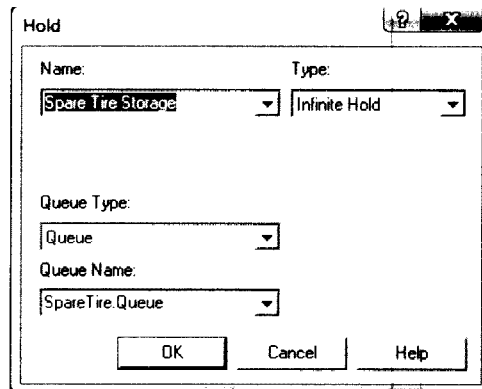 Hold
?
X
Name: Type:
Spare Tire Storage Infinite Hold
Queue Type:
Queue
Queue Name:
SpareTire.Queue
OK Cancel Help